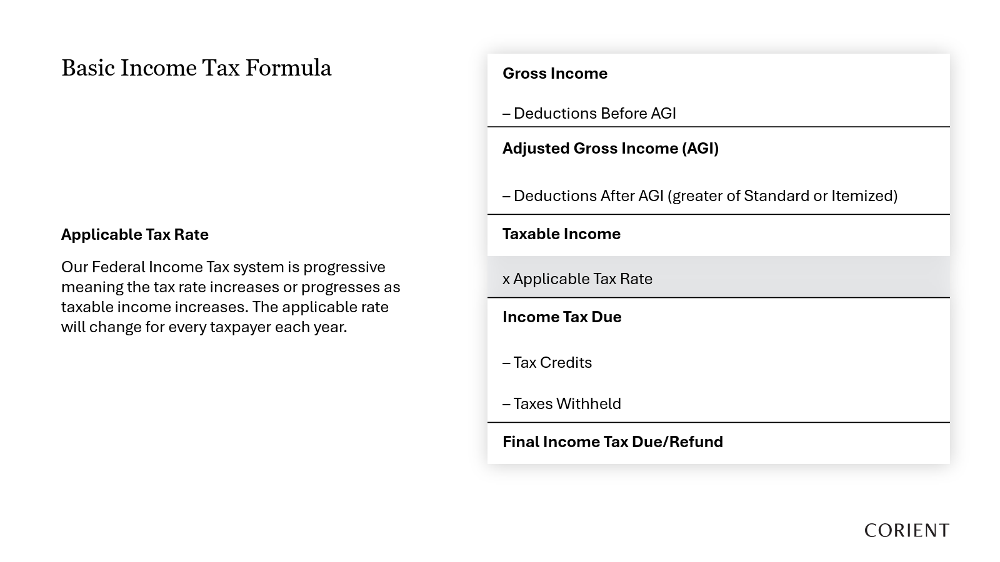 Basic Income Tax Formula
Applicable Tax Rate
Our Federal Income Tax system is progressive
meaning the tax rate increases or progresses as
taxable income increases. The applicable rate
will change for every taxpayer each year.
Gross Income
– Deductions Before AGI
Adjusted Gross Income (AGI)
– Deductions After AGI (greater of Standard or Itemized)
Taxable Income
x Applicable Tax Rate
Income Tax Due
– Tax Credits
– Taxes Withheld
Final Income Tax Due/Refund
CORIENT